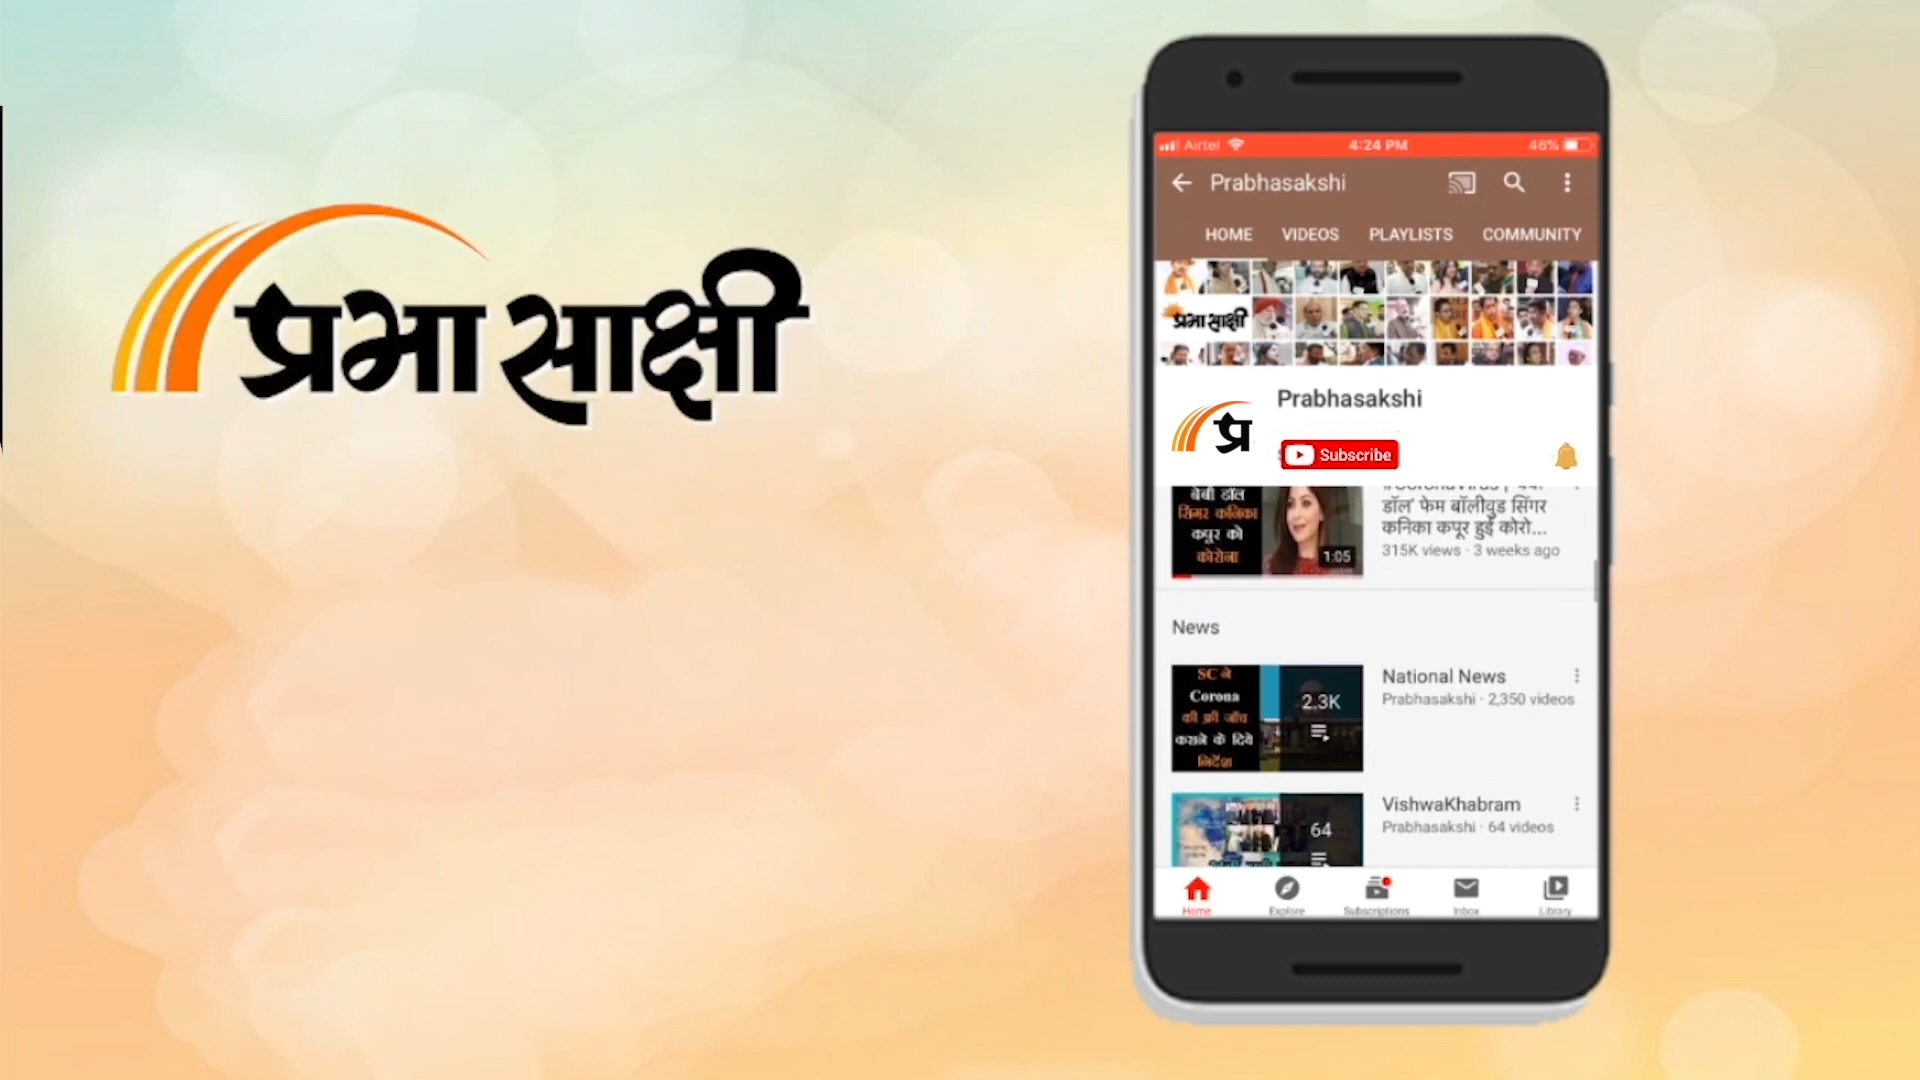 प्रभा साक्षी
Airtel 4:24 PM 46%
Prabhasakshi
HOME VIDEOS PLAYLISTS COMMUNITY
प्रभा साक्षी
Prabhasakshi
प्र
Subscribe
बेबी डॉल
सिंगर कनिका
कपूर को
कोरोना
1:05
डॉल' फेम बॉलीवुड सिंगर
कनिका कपूर हुई कोरो...
315K views · 3 weeks ago
News
SC ने
Corona
की फ्री जाँच
कराने के दिये
निर्देश
2.3K
National News
Prabhasakshi · 2,350 videos
64
VishwaKhabram
Prabhasakshi · 64 videos
Home Explore Subscriptions Inbox Library